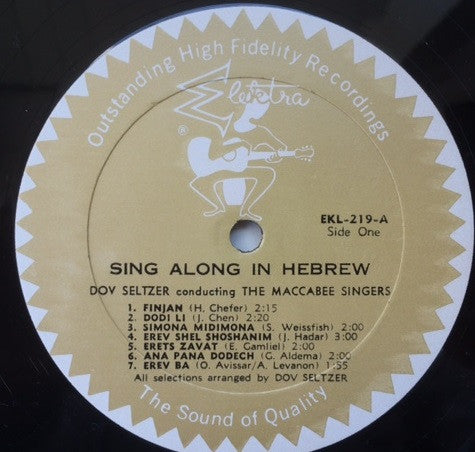 Outstanding High Fidelity Recordings
Elektra
®
EKL-219-A
Side One
SING ALONG IN HEBREW
DOV SELTZER conducting THE MACCABEE SINGERS
1. FINJAN (H. Chefer) 2:15
2. DODI LI (J. Chen) 2:20
3. SIMONA MIDIMONA (S. Weissfish) 2:00
4. EREV SHEL SHOSHANIM (J. Hadar) 3:00
5. ERETS ZAVAT (E. Gamliel) 2:00
6. ANA PANA DODECH (G. Aldema) 2:00
7. EREV BA (O. Avissar/A. Levanon) 1:55
All selections arranged by DOV SELTZER
The Sound of Quality